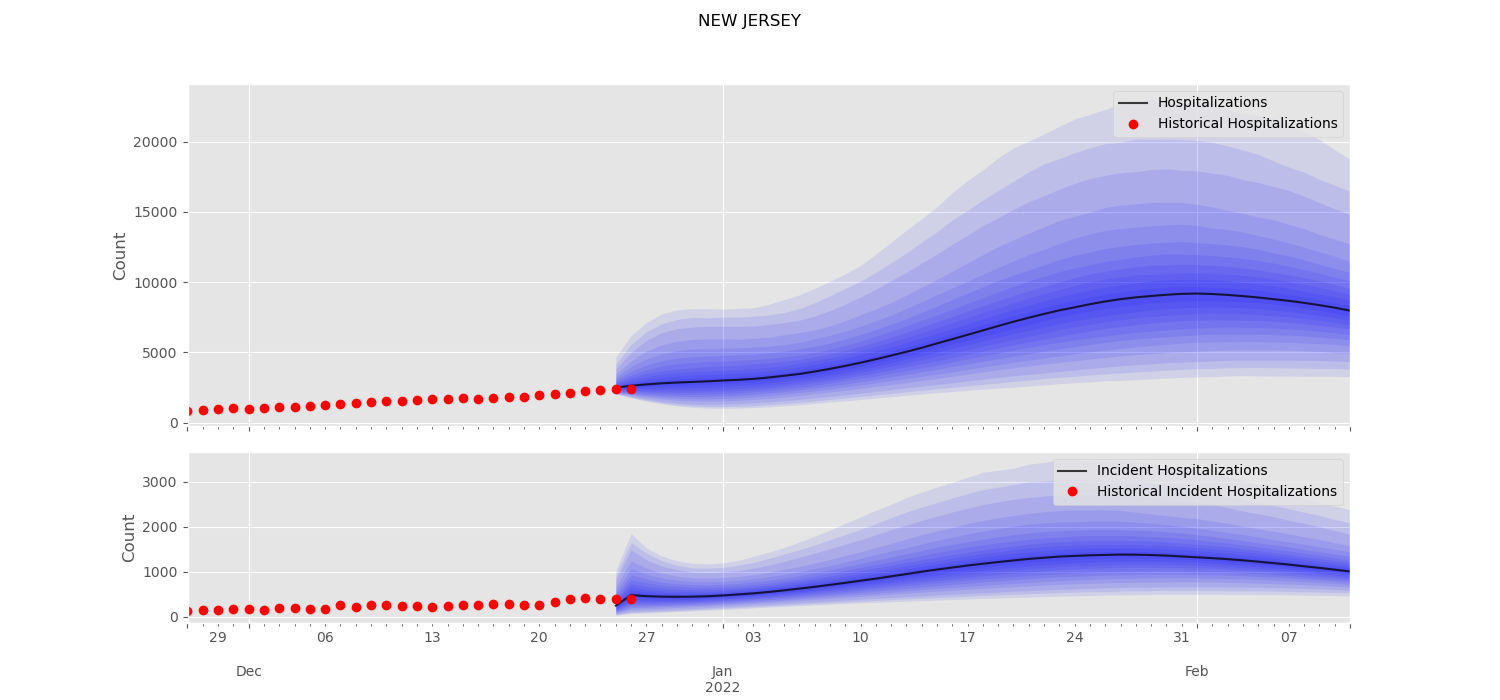 NEW JERSEY
Hospitalizations
Historical Hospitalizations
Count
20000
15000
10000
5000
0
Incident Hospitalizations
Historical Incident Hospitalizations
Count
3000
2000
1000
0
29 06 13 20 27 03 10 17 24 31 07
Dec Jan Feb
2022